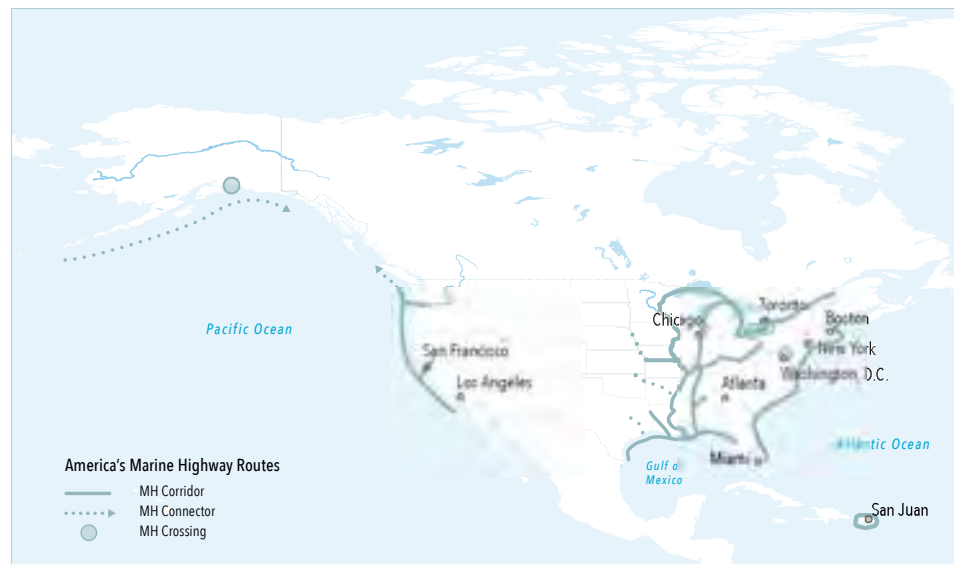 Toronto
Chicago
Boston
New York
San Francisco
Washington, D.C.
Los Angeles
Atlanta
Pacific Ocean
Atlantic Ocean
Miami
Gulf o
Mexico
America's Marine Highway Routes
MH Corridor
MH Connector
MH Crossing
San Juan